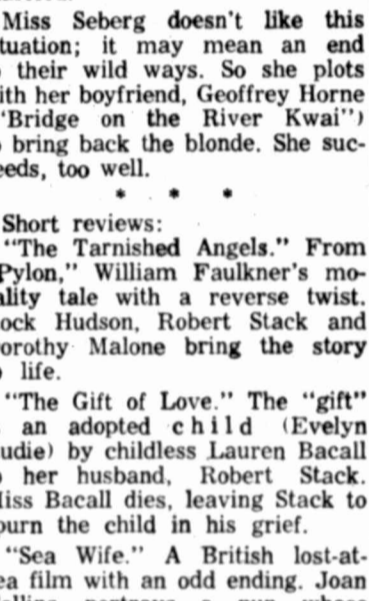 Miss Seberg doesn't like this
tuation; it may mean an end
their wild ways. So she plots
ith her boyfriend, Geoffrey Horne
"Bridge on the River Kwai")
bring back the blonde. She suc-
eeds, too well.
* * *
Short reviews:
"The Tarnished Angels." From
Pylon," William Faulkner's mo-
ality tale with a reverse twist.
ock Hudson, Robert Stack and
orothy Malone bring the story
life.
"The Gift of Love." The "gift"
an adopted child (Evelyn
udie) by childless Lauren Bacall
her husband, Robert Stack.
iss Bacall dies, leaving Stack to
ourn the child in his grief.
"Sea Wife." A British lost-at-
ea film with an odd ending. Joan